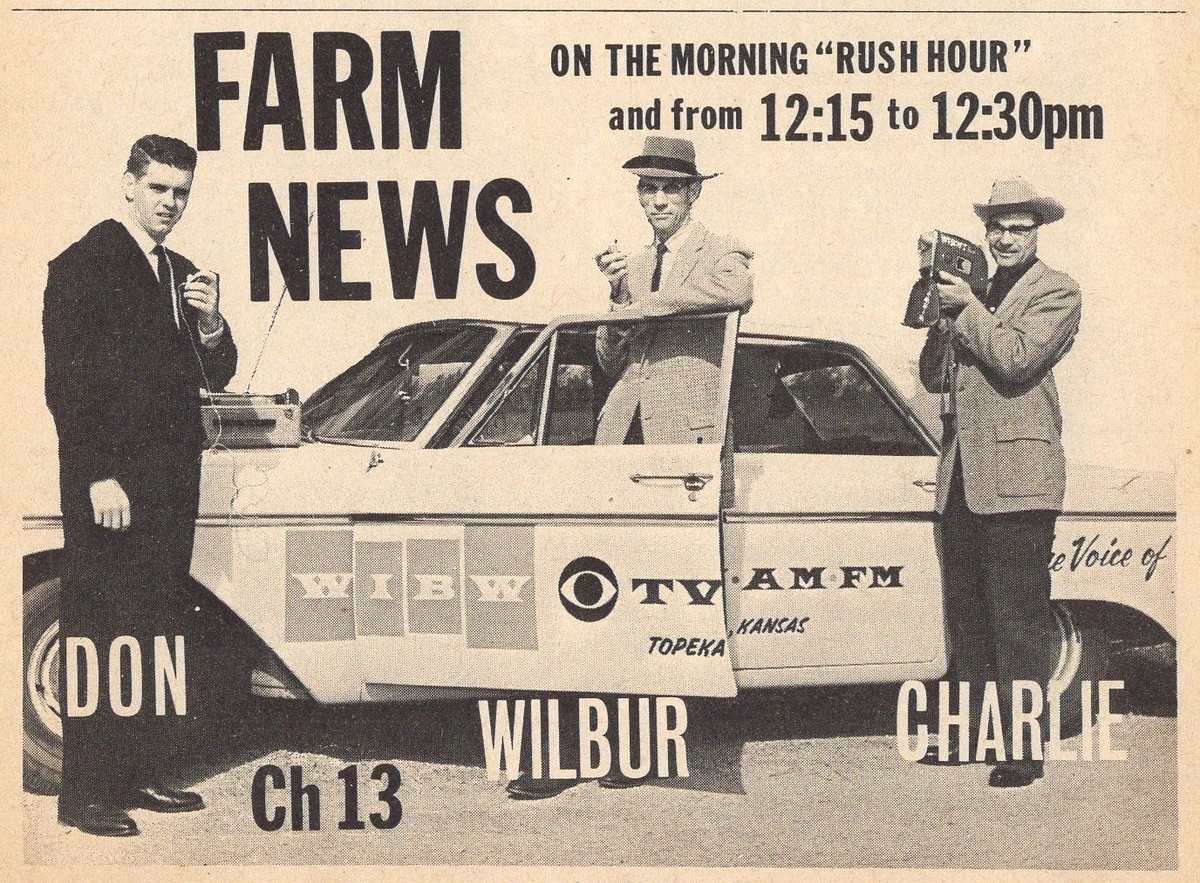 FARM
NEWS
ON THE MORNING “RUSH HOUR”
and from 12:15 to 12:30pm
WIBW TV·AM·FM
TOPEKA, KANSAS
Voice of
DON
WILBUR
CHARLIE
Ch 13